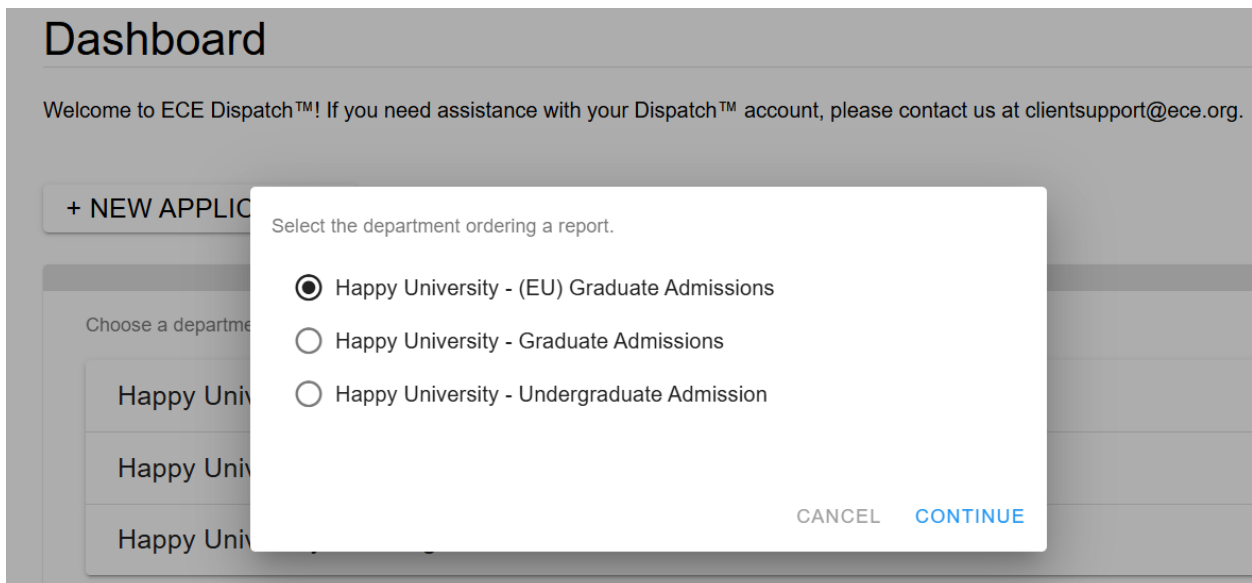 Dashboard
Welcome to ECE Dispatch™! If you need assistance with your Dispatch™ account, please contact us at clientsupport@ece.org.
+ NEW APPLIC
Select the department ordering a report.
Happy University - (EU) Graduate Admissions
Happy University - Graduate Admissions
Happy University - Undergraduate Admission
CANCEL CONTINUE
Choose a departme
Happy Univ
Happy Univ
Happy Univ